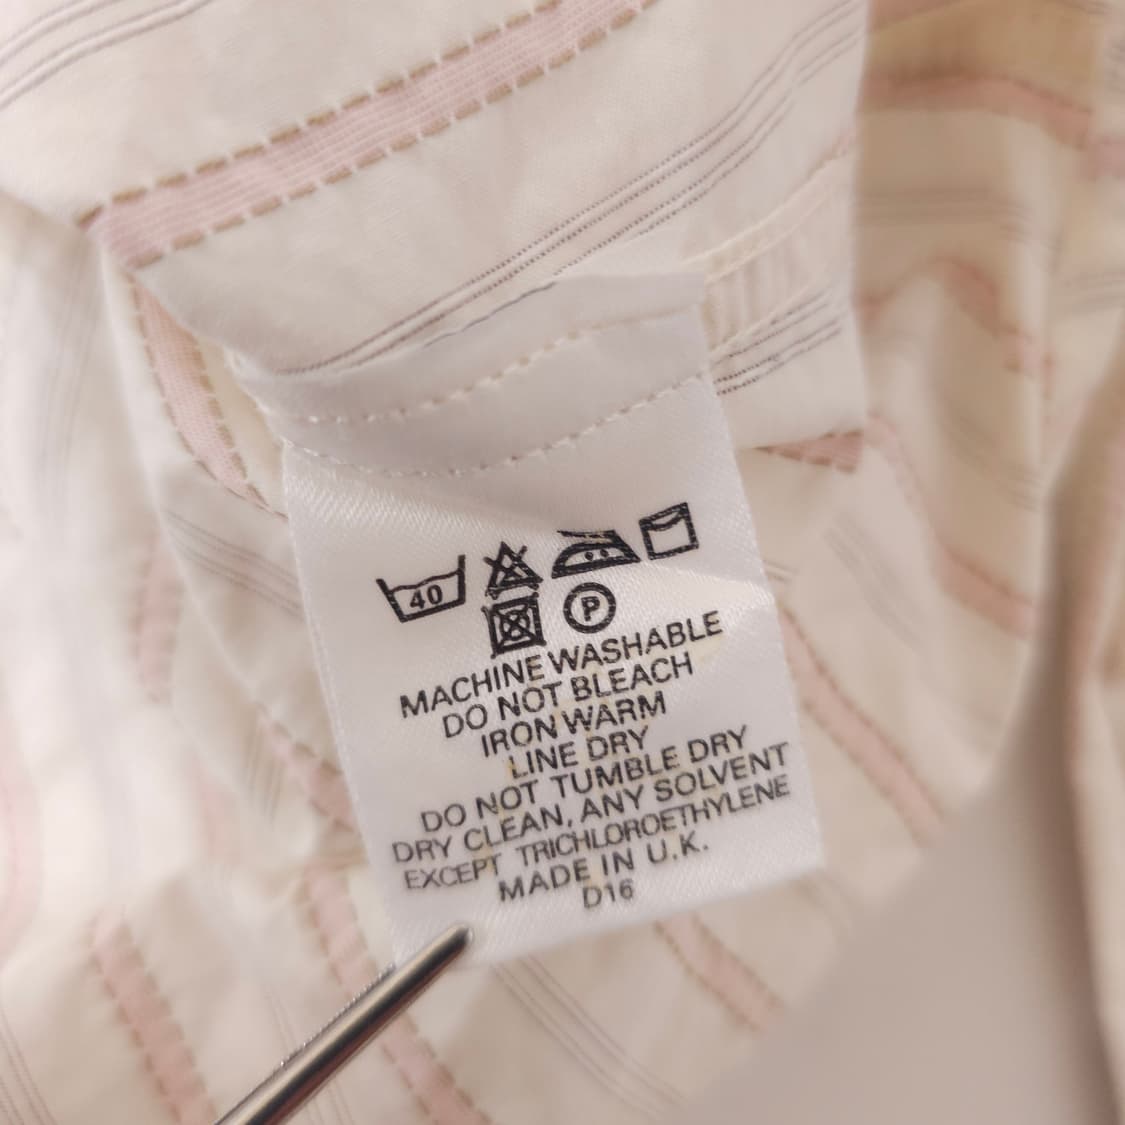 40
P
MACHINE WASHABLE
DO NOT BLEACH
IRON WARM
LINE DRY
DO NOT TUMBLE DRY
DRY CLEAN, ANY SOLVENT
EXCEPT TRICHLOROETHYLENE
MADE IN U.K.
D16